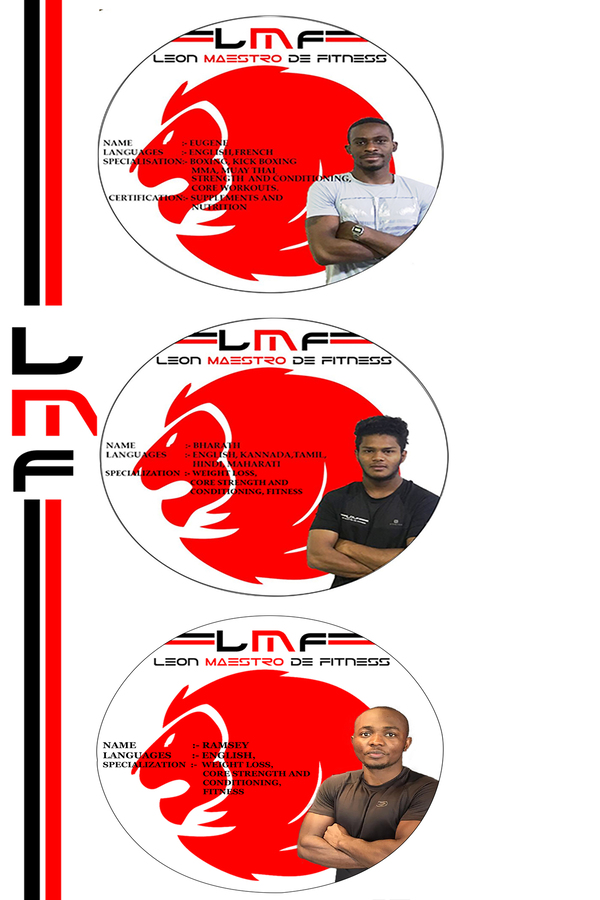 LMF
LEON MAESTRO DE FITNESS
NAME :- EUGENE
LANGUAGES :- ENGLISH,FRENCH
SPECIALISATION:- BOXING, KICK BOXING
MMA, MUAY THAI
STRENGTH AND CONDITIONING,
CORE WORKOUTS.
CERTIFICATION:- SUPPLEMENTS AND
NUTRITION
LMF
LMF
LEON MAESTRO DE FITNESS
NAME :- BHARATH
LANGUAGES :- ENGLISH, KANNADA,TAMIL,
HINDI, MAHARATI
SPECIALIZATION :- WEIGHT LOSS,
CORE STRENGTH AND
CONDITIONING, FITNESS
LMF
LEON MAESTRO DE FITNESS
NAME :- RAMSEY
LANGUAGES :- ENGLISH,
SPECIALIZATION :- WEIGHT LOSS,
CORE STRENGTH AND
CONDITIONING,
FITNESS